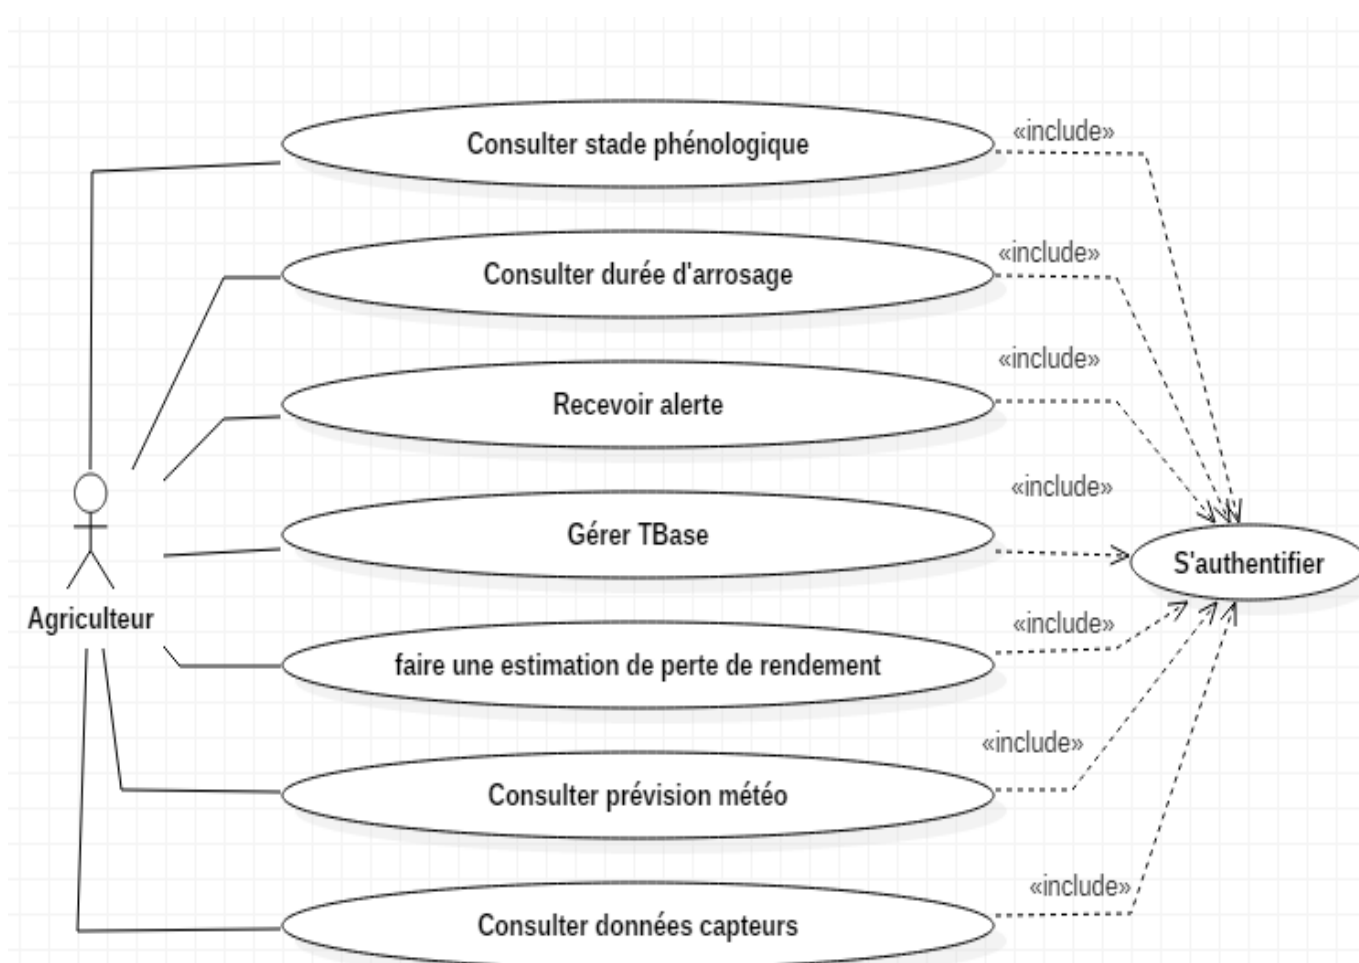 «include»
Consulter stade phénologique
«include»
Consulter durée d'arrosage
«include»
Recevoir alerte
«include»
Gérer TBase
S'authentifier
Agriculteur
«include»
faire une estimation de perte de rendement
«include»
Consulter prévision météo
«include»
Consulter données capteurs